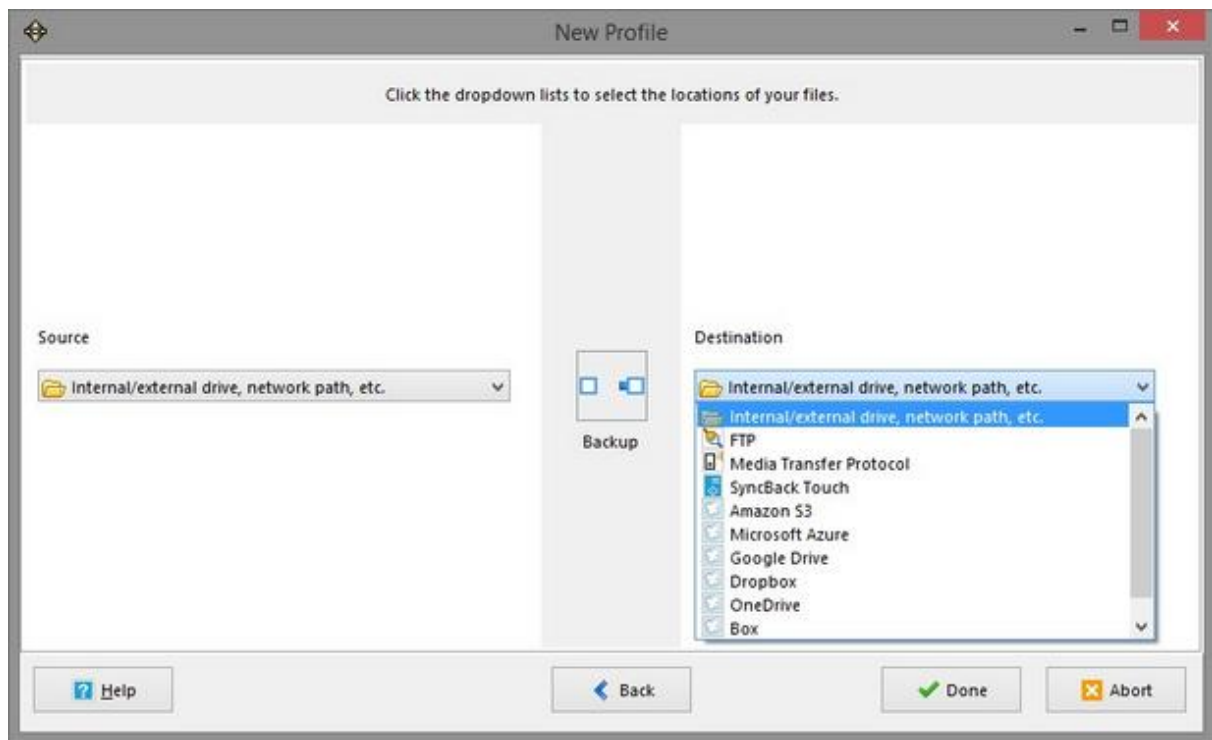 New Profile
Click the dropdown lists to select the locations of your files.
Source
Internal/external drive, network path, etc.
Backup
Destination
Internal/external drive, network path, etc.
Internal/external drive, network path, etc.
FTP
Media Transfer Protocol
SyncBack Touch
Amazon S3
Microsoft Azure
Google Drive
Dropbox
OneDrive
Box
Help
Back
Done
Abort